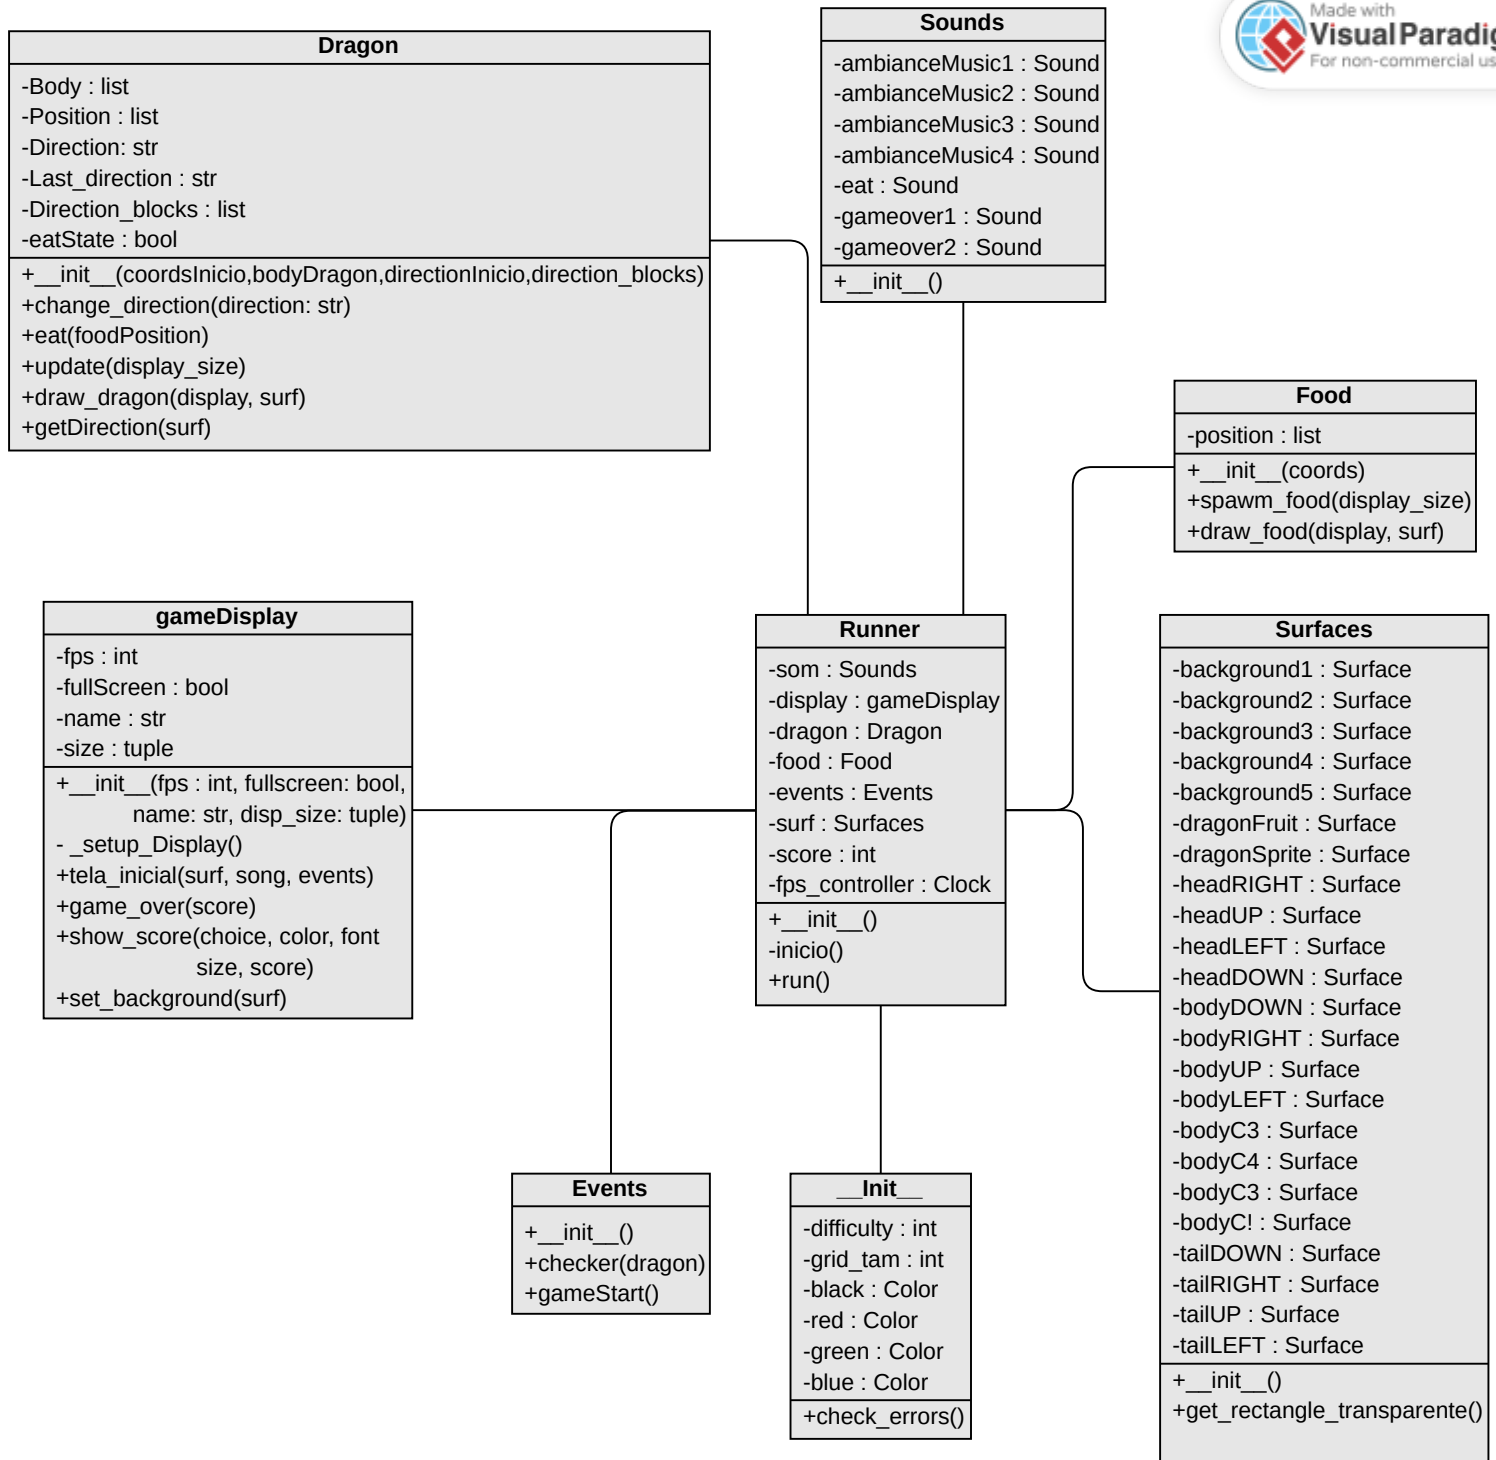 Made with
Visual Paradig
For non-commercial us
Dragon
-Body : list
-Position : list
-Direction: str
-Last_direction : str
-Direction_blocks : list
-eatState : bool
+__init__(coordsInicio,bodyDragon,directionInicio,direction_blocks)
+change_direction(direction: str)
+eat(foodPosition)
+update(display_size)
+draw_dragon(display, surf)
+getDirection(surf)
Sounds
-ambianceMusic1 : Sound
-ambianceMusic2 : Sound
-ambianceMusic3 : Sound
-ambianceMusic4 : Sound
-eat : Sound
-gameover1 : Sound
-gameover2 : Sound
+__init__()
Food
-position : list
+__init__(coords)
+spawm_food(display_size)
+draw_food(display, surf)
gameDisplay
-fps : int
-fullScreen : bool
-name : str
-size : tuple
+__init__(fps : int, fullscreen: bool,
name: str, disp_size: tuple)
- _setup_Display()
+tela_inicial(surf, song, events)
+game_over(score)
+show_score(choice, color, font
size, score)
+set_background(surf)
Runner
-som : Sounds
-display : gameDisplay
-dragon : Dragon
-food : Food
-events : Events
-surf : Surfaces
-score : int
-fps_controller : Clock
+__init__()
-inicio()
+run()
Surfaces
-background1 : Surface
-background2 : Surface
-background3 : Surface
-background4 : Surface
-background5 : Surface
-dragonFruit : Surface
-dragonSprite : Surface
-headRIGHT : Surface
-headUP : Surface
-headLEFT : Surface
-headDOWN : Surface
-bodyDOWN : Surface
-bodyRIGHT : Surface
-bodyUP : Surface
-bodyLEFT : Surface
-bodyC3 : Surface
-bodyC4 : Surface
-bodyC3 : Surface
-bodyC! : Surface
-tailDOWN : Surface
-tailRIGHT : Surface
-tailUP : Surface
-tailLEFT : Surface
+__init__()
+get_rectangle_transparente()
Events
+__init__()
+checker(dragon)
+gameStart()
__Init__
-difficulty : int
-grid_tam : int
-black : Color
-red : Color
-green : Color
-blue : Color
+check_errors()